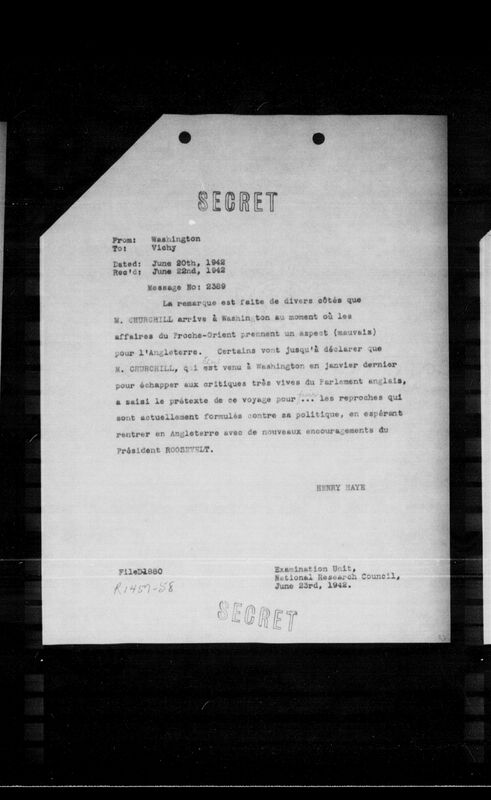 SECRET
From: Washington
To: Vichy
Dated: June 20th, 1942
Rec'd: June 22nd, 1942
Message No: 2389
La remarque est faite de divers côtés que
M. CHURCHILL arrive à Washington au moment où les
affaires du Proche-Orient prennent un aspect (mauvais)
pour l'Angleterre. Certains vont jusqu'à déclarer que
M. CHURCHILL, qui est venu à Washington en janvier dernier
pour échapper aux critiques très vives du Parlement anglais,
a saisi le prétexte de ce voyage pour ... les reproches qui
sont actuellement formulés contre sa politique, en espérant
rentrer en Angleterre avec de nouveaux encouragements du
Président ROOSEVELT.
HENRY HAYE
FileD1880
R1457-58
Examination Unit,
National Research Council,
June 23rd, 1942.
SECRET